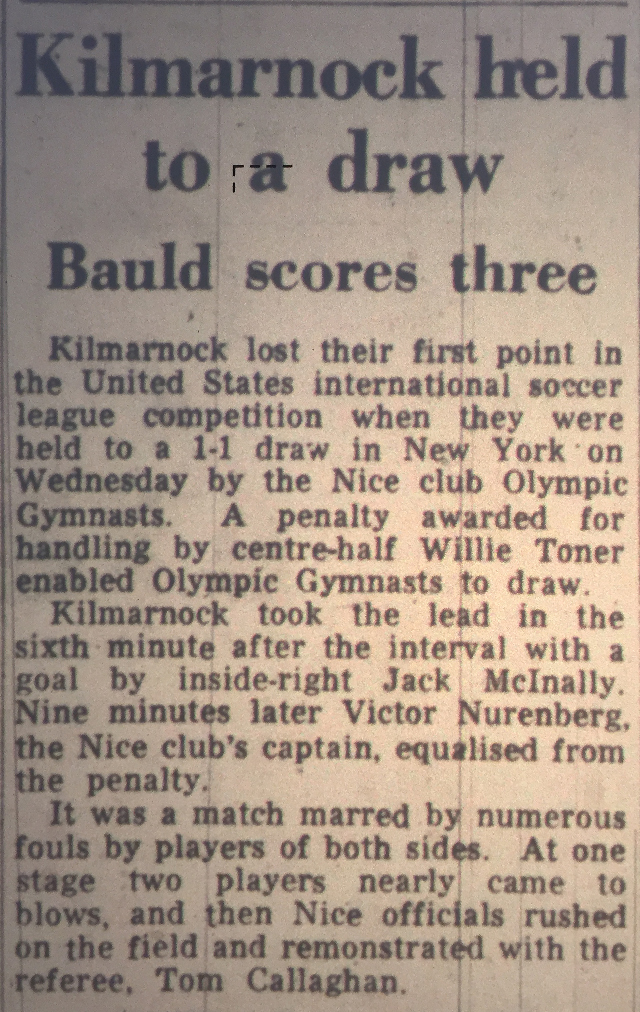 Kilmarnock held
to a draw
Bauld scores three
Kilmarnock lost their first point in
the United States international soccer
league competition when they were
held to a 1-1 draw in New York on
Wednesday by the Nice club Olympic
Gymnasts. A penalty awarded for
handling by centre-half Willie Toner
enabled Olympic Gymnasts to draw.
Kilmarnock took the lead in the
sixth minute after the interval with a
goal by inside-right Jack McInally.
Nine minutes later Victor Nurenberg,
the Nice club's captain, equalised from
the penalty.
It was a match marred by numerous
fouls by players of both sides. At one
stage two players nearly came to
blows, and then Nice officials rushed
on the field and remonstrated with the
referee, Tom Callaghan.